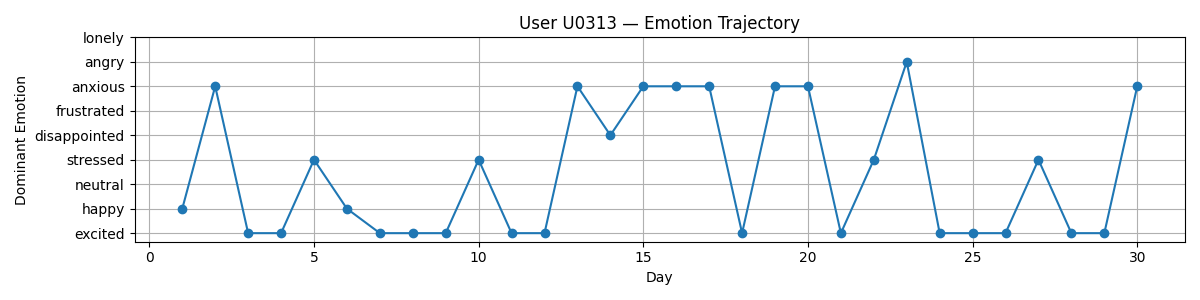 User U0313 — Emotion Trajectory
Dominant Emotion
lonely
angry
anxious
frustrated
disappointed
stressed
neutral
happy
excited
0 5 10 15 20 25 30
Day